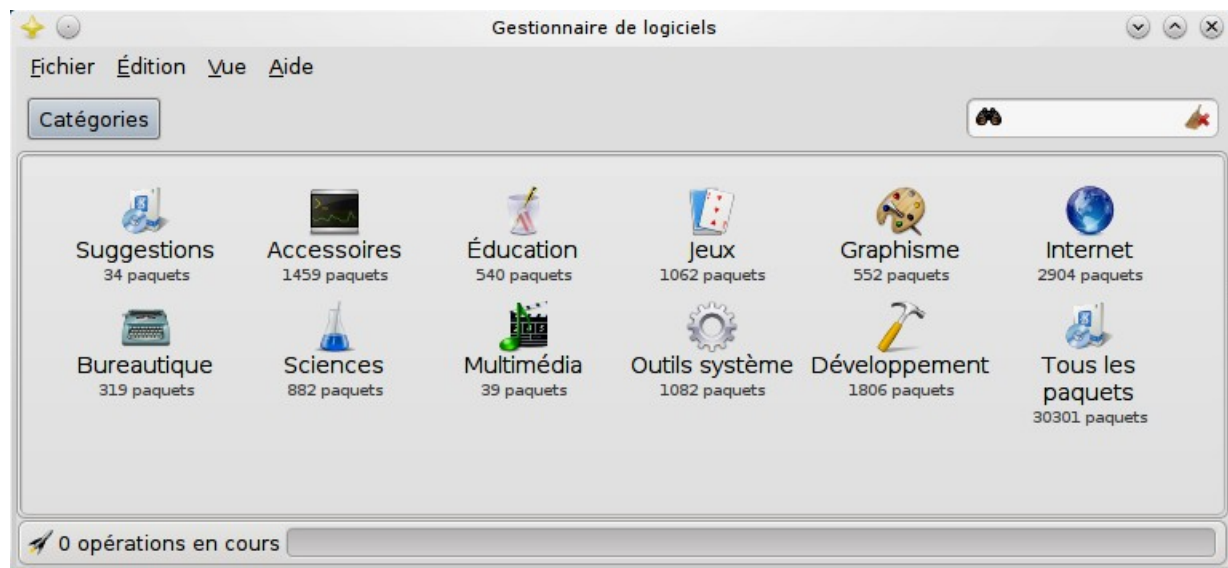 Gestionnaire de logiciels
Fichier Édition Vue Aide
Catégories
Suggestions Accessoires Éducation Jeux Graphisme Internet
34 paquets 1459 paquets 540 paquets 1062 paquets 552 paquets 2904 paquets
Bureautique Sciences Multimédia Outils système Développement Tous les paquets
319 paquets 882 paquets 39 paquets 1082 paquets 1806 paquets 30301 paquets
0 opérations en cours